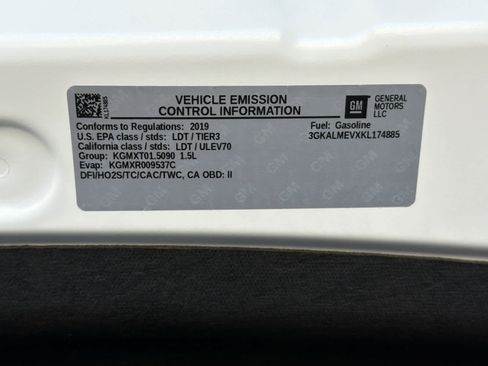 KL174885
VEHICLE EMISSION
CONTROL INFORMATION
GM
GENERAL
MOTORS
LLC
Conforms to Regulations: 2019
U.S. EPA class / stds: LDT / TIER3
California class / stds: LDT / ULEV70
Group: KGMXT01.5090 1.5L
Evap: KGMXR009537C
DFI/HO2S/TC/CAC/TWC, CA OBD: II
Fuel: Gasoline
3GKALMEVXKL174885